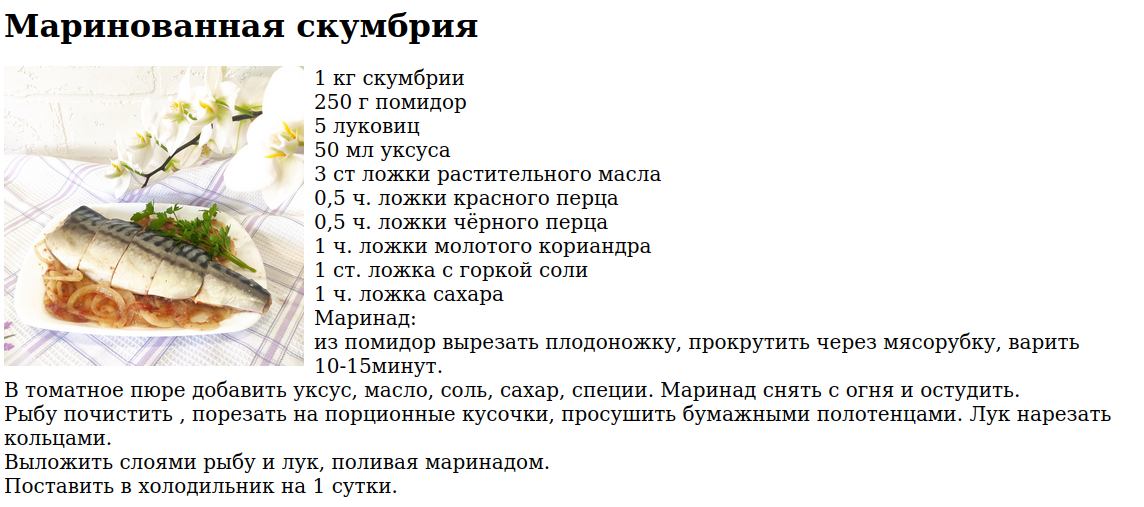 Маринованная скумбрия
1 кг скумбрии
250 г помидор
5 луковиц
50 мл уксуса
3 ст ложки растительного масла
0,5 ч. ложки красного перца
0,5 ч. ложки чёрного перца
1 ч. ложки молотого кориандра
1 ст. ложка с горкой соли
1 ч. ложка сахара
Маринад:
из помидор вырезать плодоножку, прокрутить через мясорубку, варить
10-15минут.
В томатное пюре добавить уксус, масло, соль, сахар, специи. Маринад снять с огня и остудить.
Рыбу почистить , порезать на порционные кусочки, просушить бумажными полотенцами. Лук нарезать
кольцами.
Выложить слоями рыбу и лук, поливая маринадом.
Поставить в холодильник на 1 сутки.